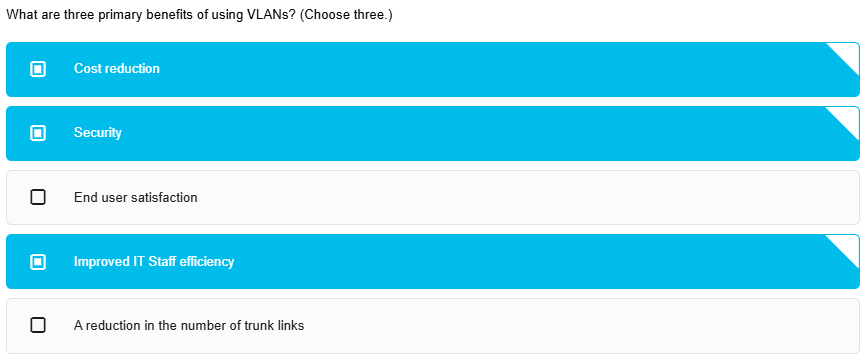 What are three primary benefits of using VLANs? (Choose three.)
Cost reduction
Security
End user satisfaction
Improved IT Staff efficiency
A reduction in the number of trunk links